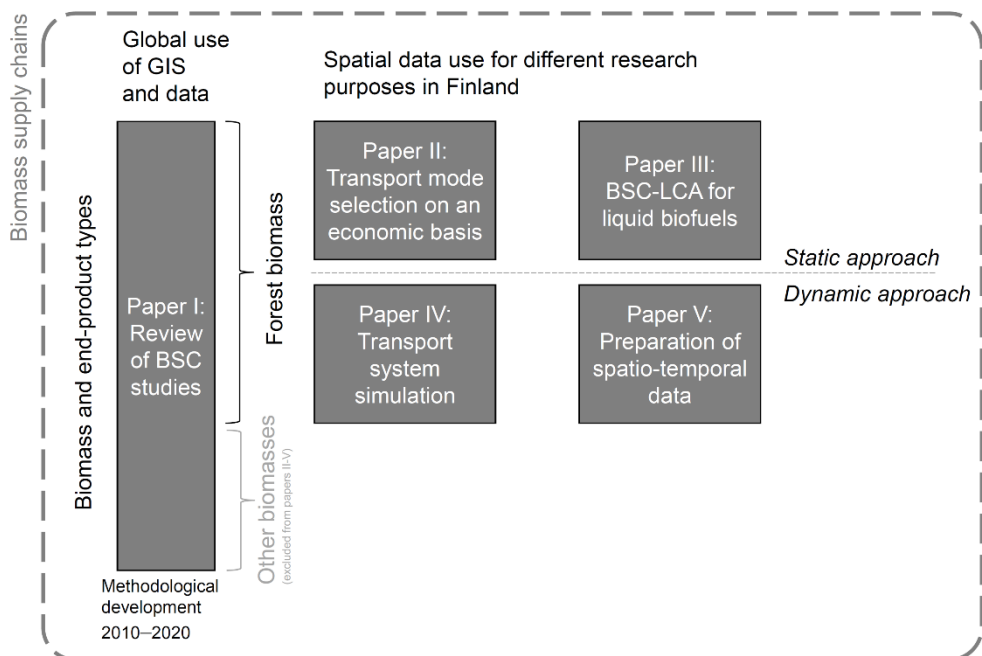 Biomass supply chains
Global use
of GIS
and data
Spatial data use for different research
purposes in Finland
Biomass and end-product types
Paper I:
Review
of BSC
studies
Forest biomass
Other biomasses
(excluded from papers II-V)
Paper II:
Transport mode
selection on an
economic basis
Paper III:
BSC-LCA for
liquid biofuels
Static approach
Dynamic approach
Paper IV:
Transport
system
simulation
Paper V:
Preparation of
spatio-temporal
data
Methodological
development
2010–2020